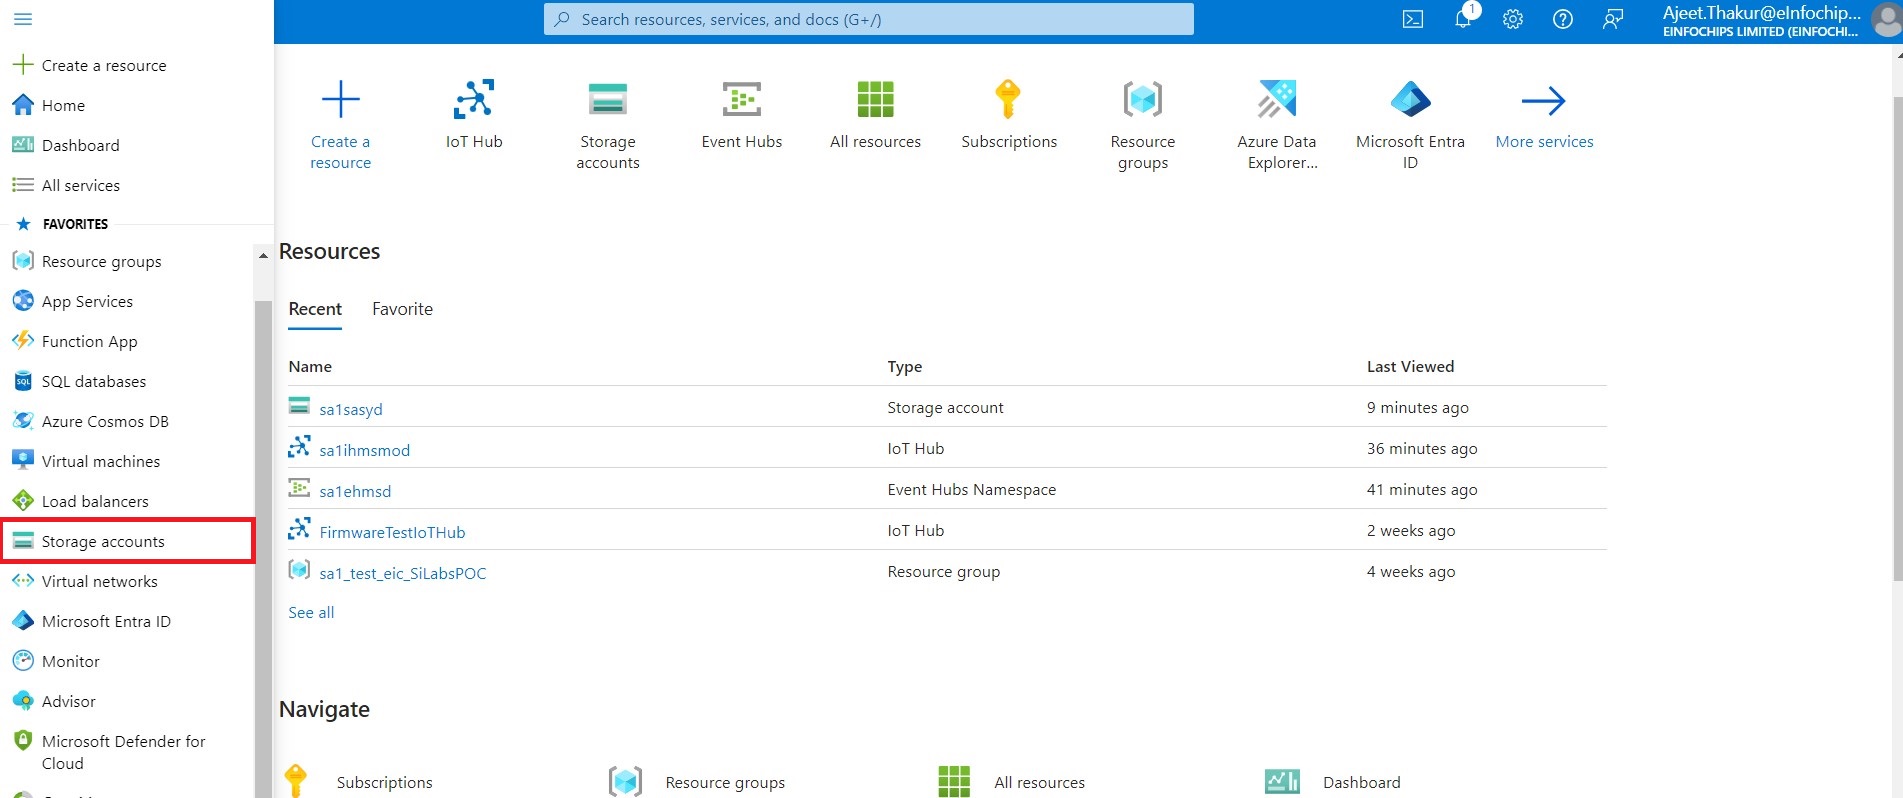 Search resources, services, and docs (G+/)
1
Ajeet.Thakur@eInfochip...
EINFOCHIPS LIMITED (EINFOCHI...
Create a resource
Home
Dashboard
All services
FAVORITES
Resource groups
App Services
Function App
SQL databases
Azure Cosmos DB
Virtual machines
Load balancers
Storage accounts
Virtual networks
Microsoft Entra ID
Monitor
Advisor
Microsoft Defender for
Cloud
Create a
resource
IoT Hub
Storage
accounts
Event Hubs
All resources
Subscriptions
Resource
groups
Azure Data
Explorer...
Microsoft Entra
ID
More services
Resources
Recent Favorite
Name Type Last Viewed
sa1sasyd Storage account 9 minutes ago
sa1ihmsmod IoT Hub 36 minutes ago
sa1ehmsd Event Hubs Namespace 41 minutes ago
FirmwareTestIoTHub IoT Hub 2 weeks ago
sa1_test_eic_SiLabsPOC Resource group 4 weeks ago
See all
Navigate
Subscriptions Resource groups All resources Dashboard